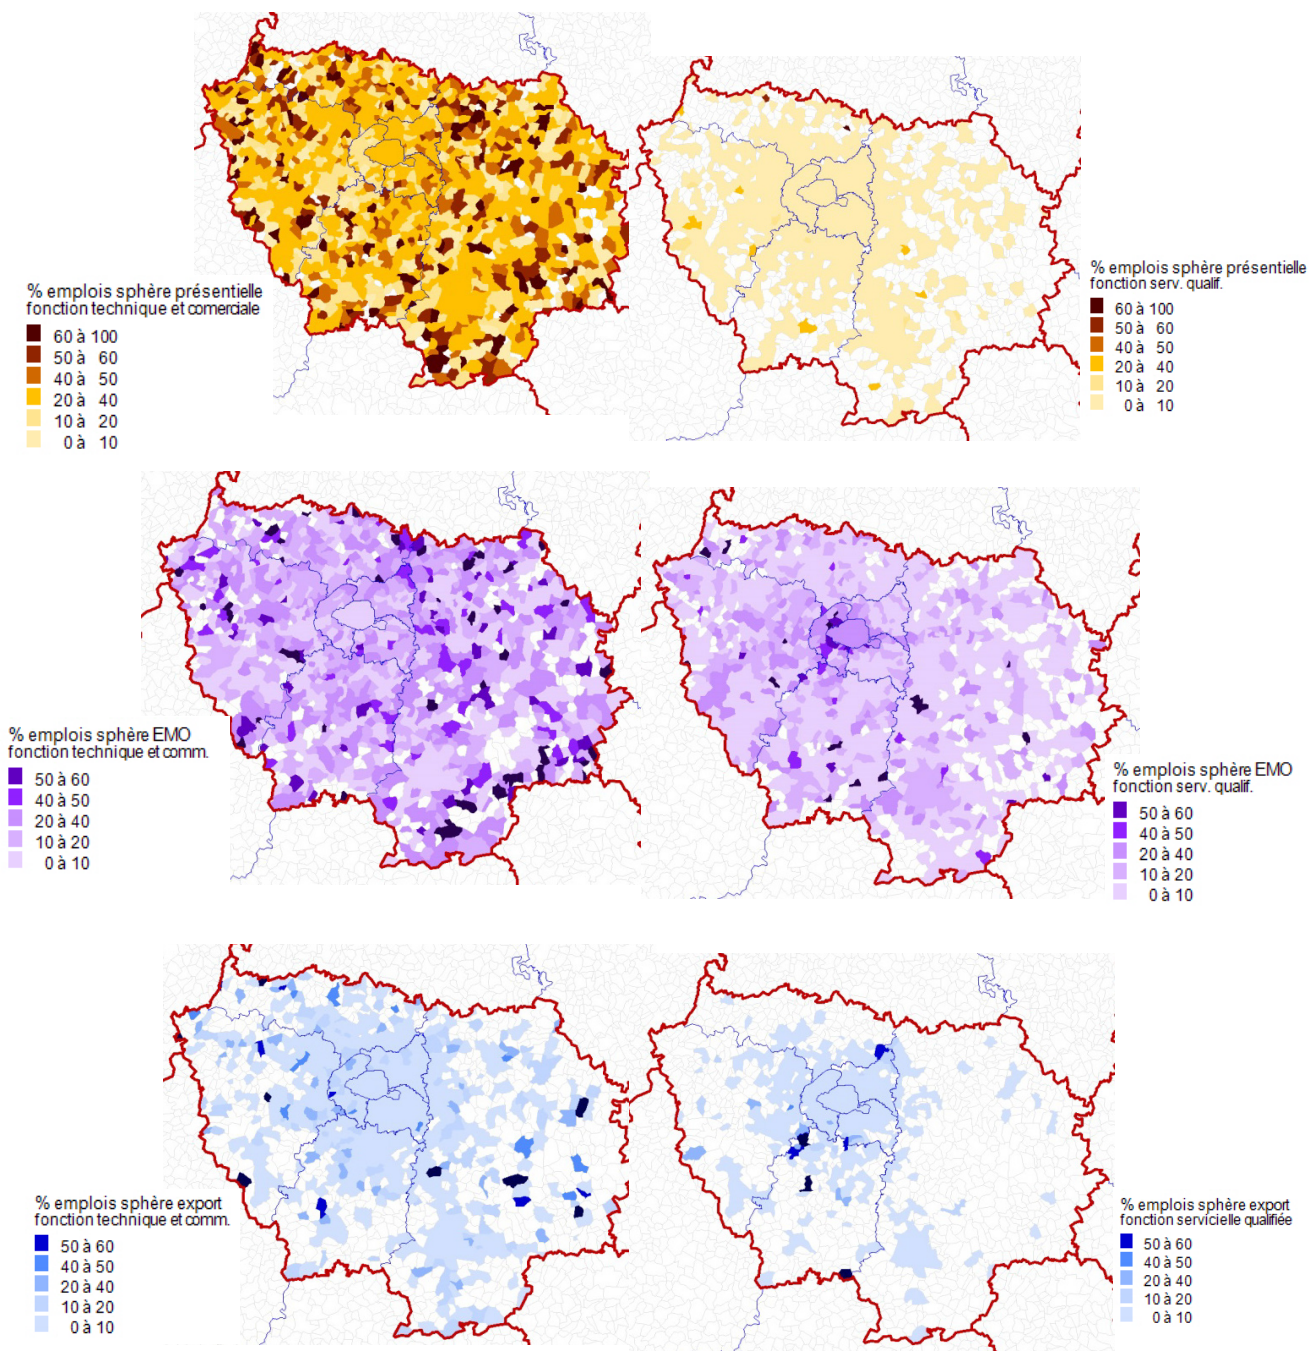 % emplois sphère présentielle
fonction technique et comerciale
60 à 100
50 à 60
40 à 50
20 à 40
10 à 20
0 à 10
% emplois sphère présentielle
fonction serv. qualif.
60 à 100
50 à 60
40 à 50
20 à 40
10 à 20
0 à 10
% emplois sphère EMO
fonction technique et comm.
50 à 60
40 à 50
20 à 40
10 à 20
0 à 10
% emplois sphère EMO
fonction serv. qualif.
50 à 60
40 à 50
20 à 40
10 à 20
0 à 10
% emplois sphère export
fonction technique et comm.
50 à 60
40 à 50
20 à 40
10 à 20
0 à 10
% emplois sphère export
fonction servicielle qualifiée
50 à 60
40 à 50
20 à 40
10 à 20
0 à 10